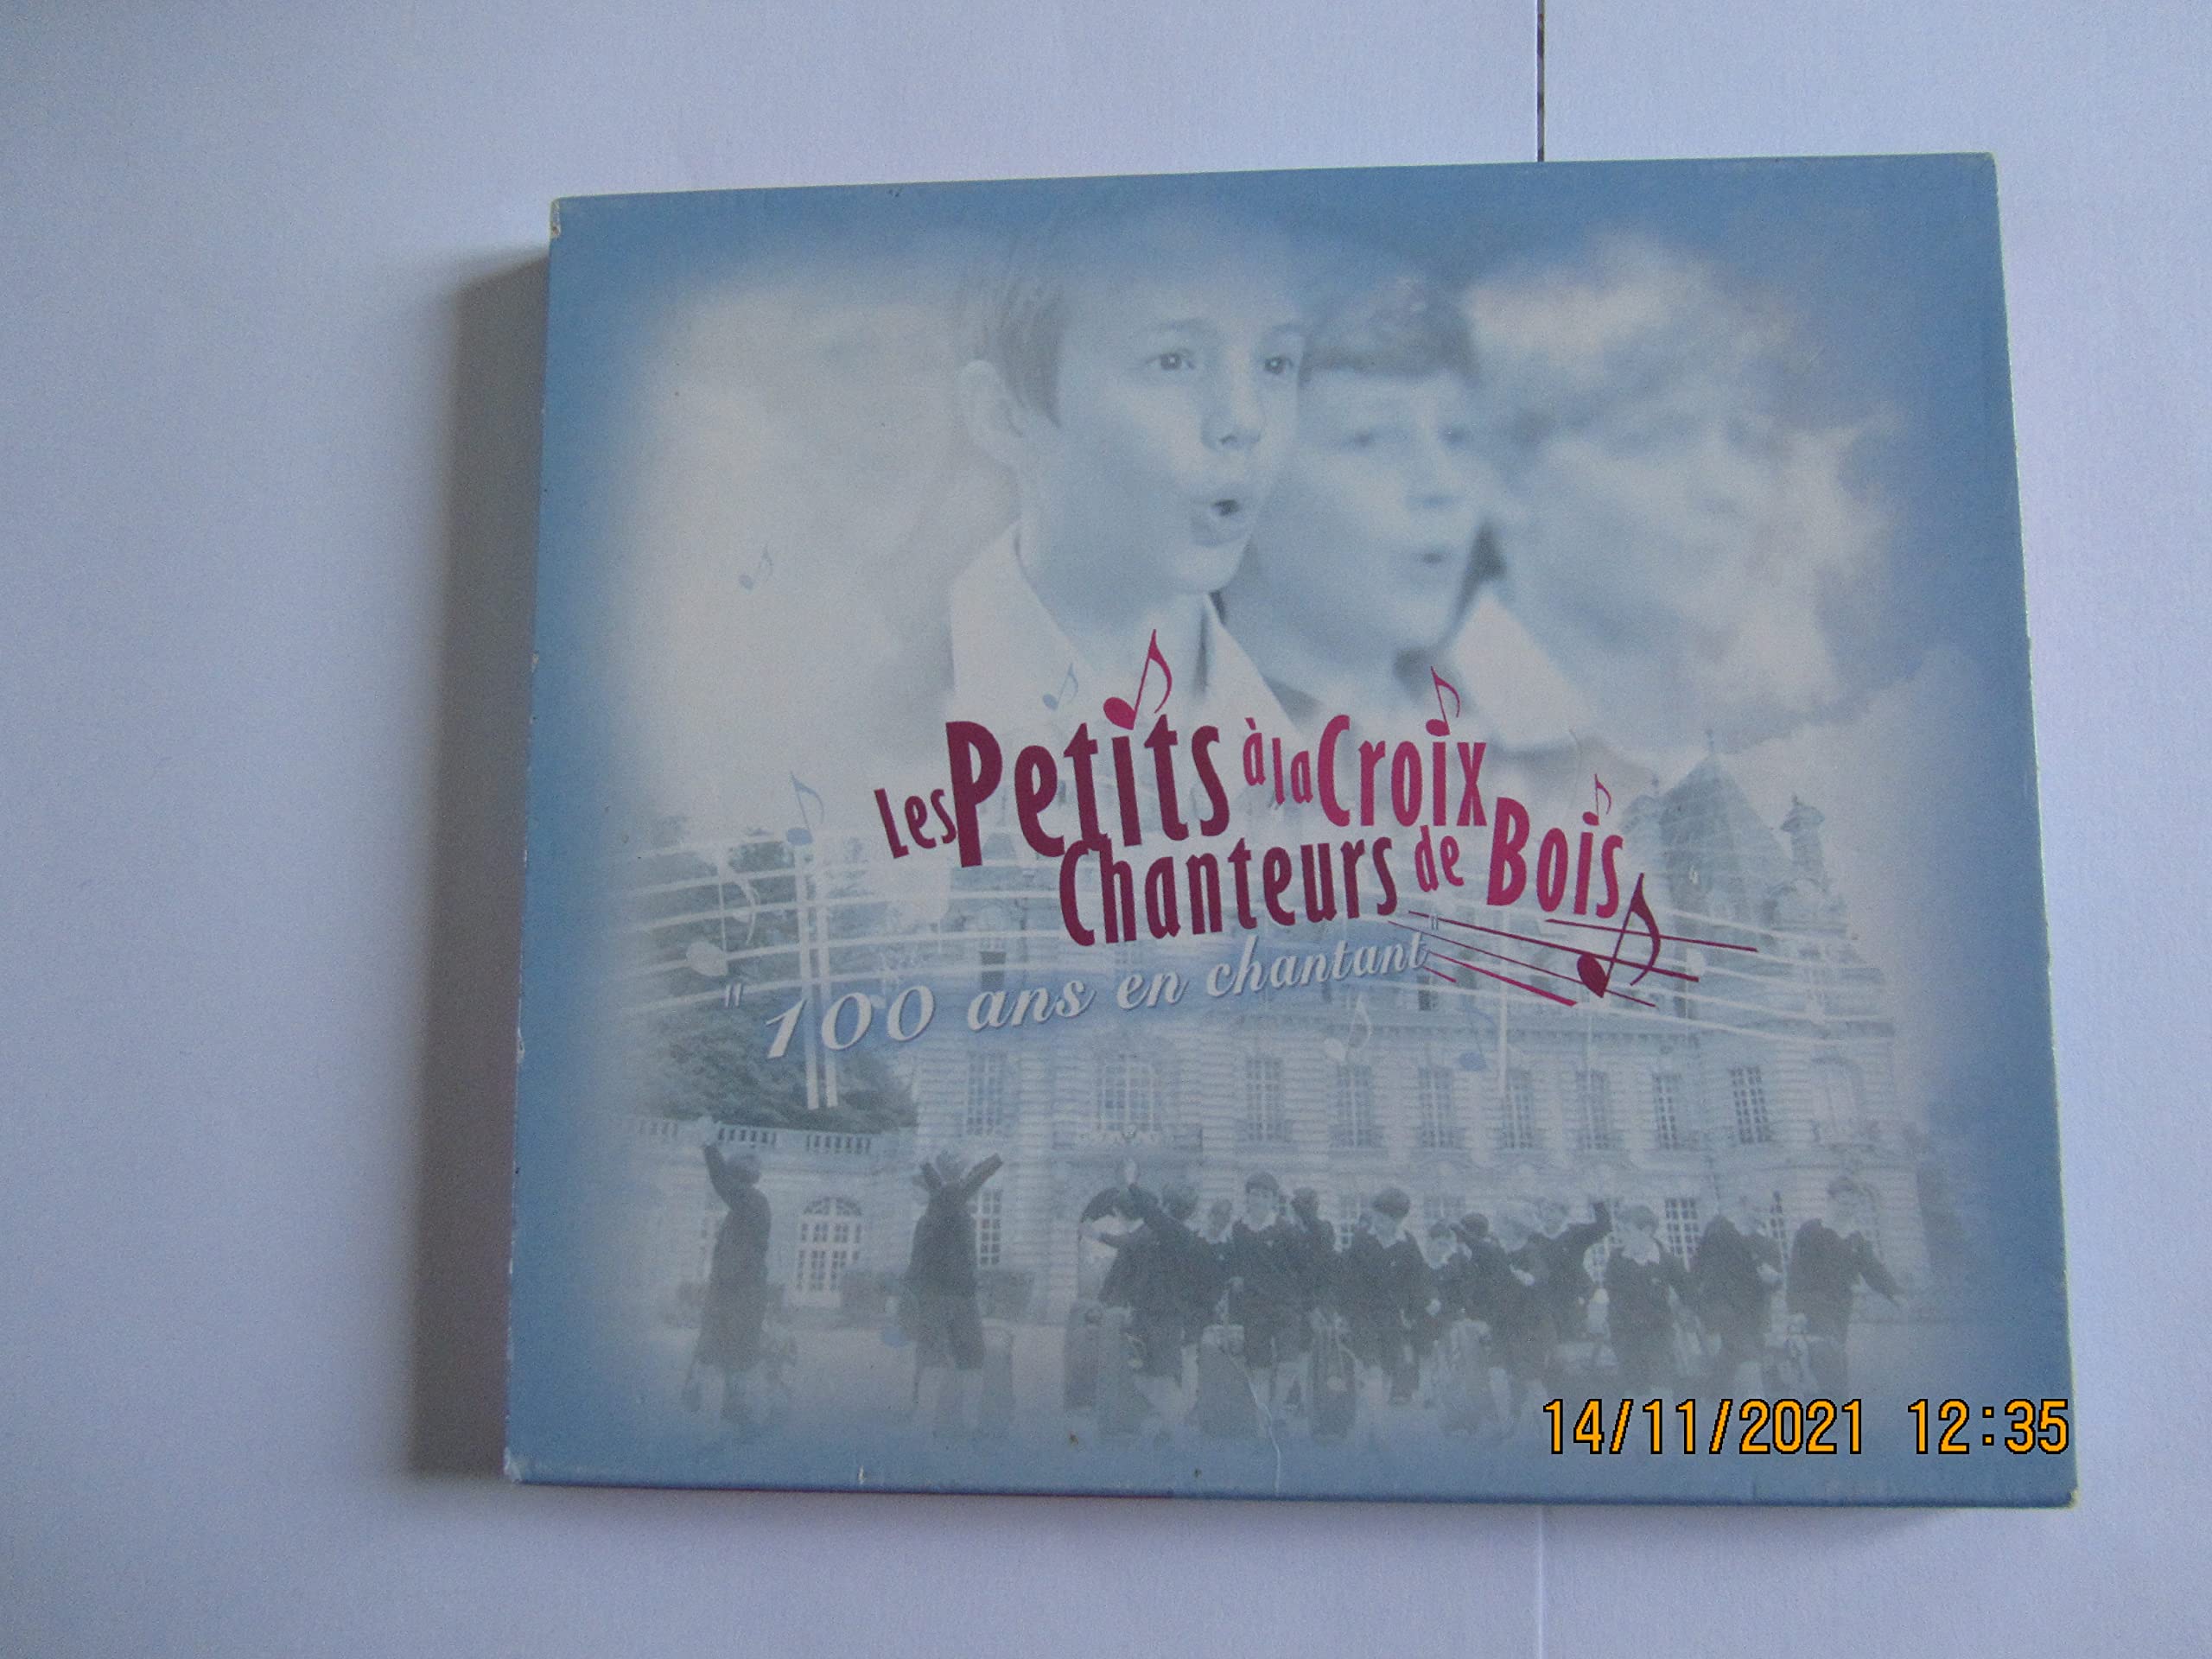 Les Petits à la Croix
Chanteurs de Bois
" 100 ans en chantant "
14/11/2021 12:35